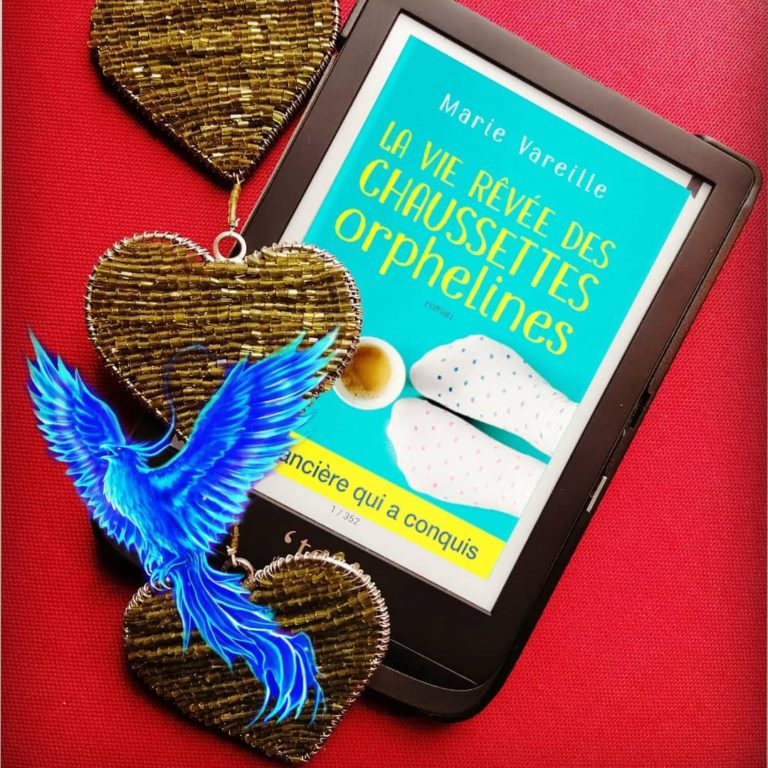 Marie Vareille
LA VIE RÊVÉE DES
CHAUSSETTES
orphelines
roman
ancière qui a conquis
1 / 352